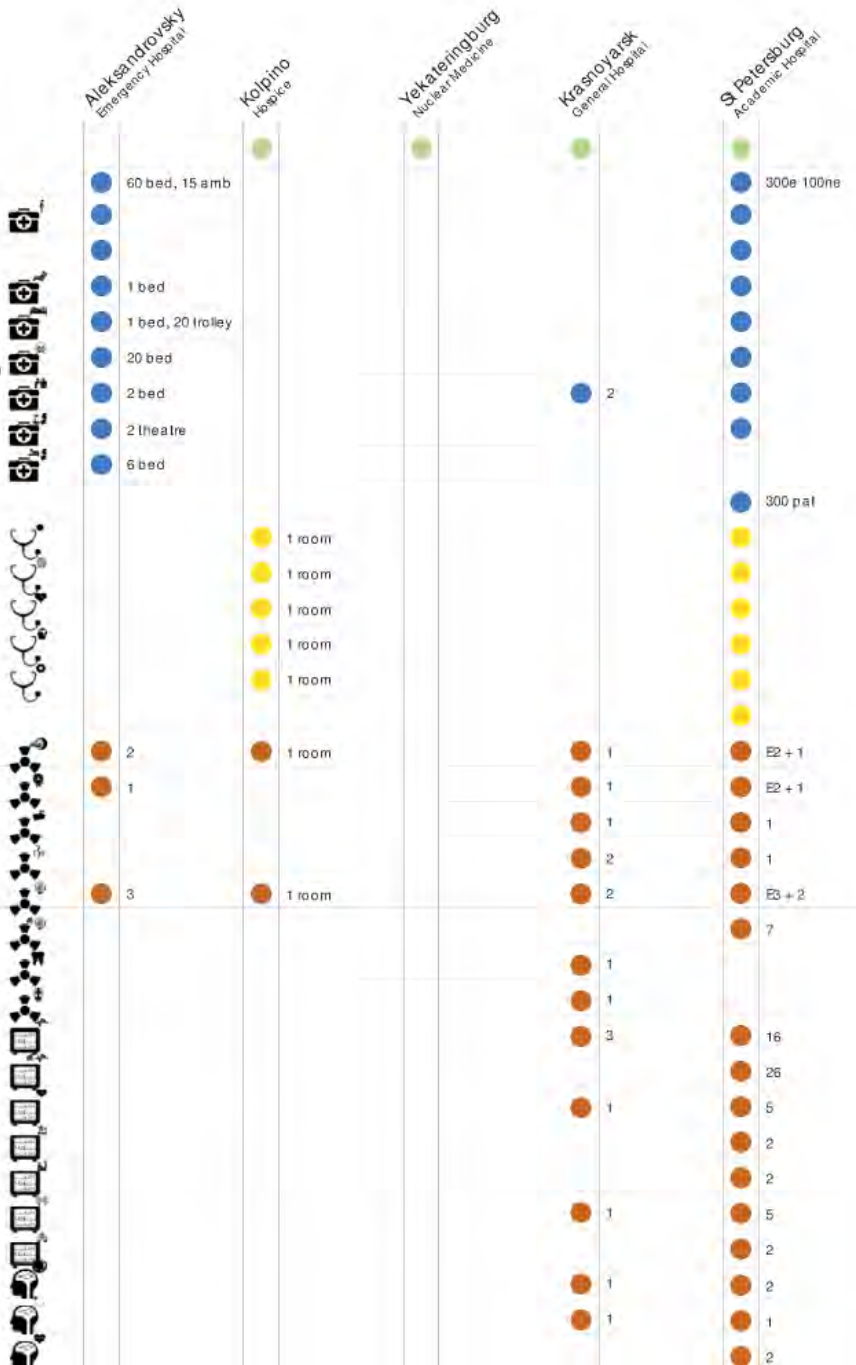 Aleksandrovsky
Emergency Hospital
Kolpino
Hospice
Yekateringburg
Nuclear Medicine
Krasnoyarsk
General Hospital
St Petersburg
Academic Hospital
60 bed, 15 amb
300e 100ne
1 bed
1 bed, 20 trolley
20 bed
2 bed
2
2 theatre
6 bed
300 pat
1 room
1 room
1 room
1 room
1 room
2
1 room
1
E2 + 1
1
1
E2 + 1
1
1
2
1
3
1 room
2
E3 + 2
7
1
1
3
16
26
1
5
2
2
1
5
2
1
2
1
1
2